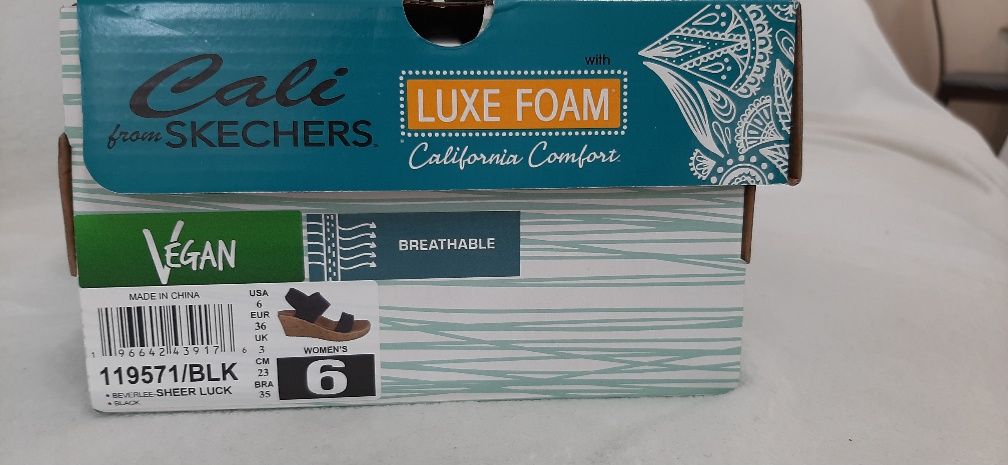 Cali
from SKECHERS™
with
LUXE FOAM
California Comfort
VEGAN
BREATHABLE
MADE IN CHINA
1 96642 43917 6
119571/BLK
• BEVERLEE-SHEER LUCK
• BLACK
USA
6
EUR
36
UK
3
CM
23
BRA
35
WOMEN'S
6